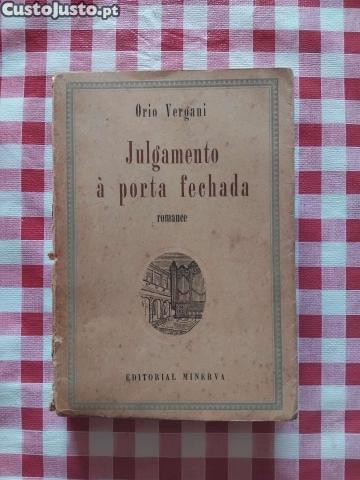 CustoJusto.pt
Orio Vergani
Julgamento
à porta fechada
romance
EDITORIAL MINERVA